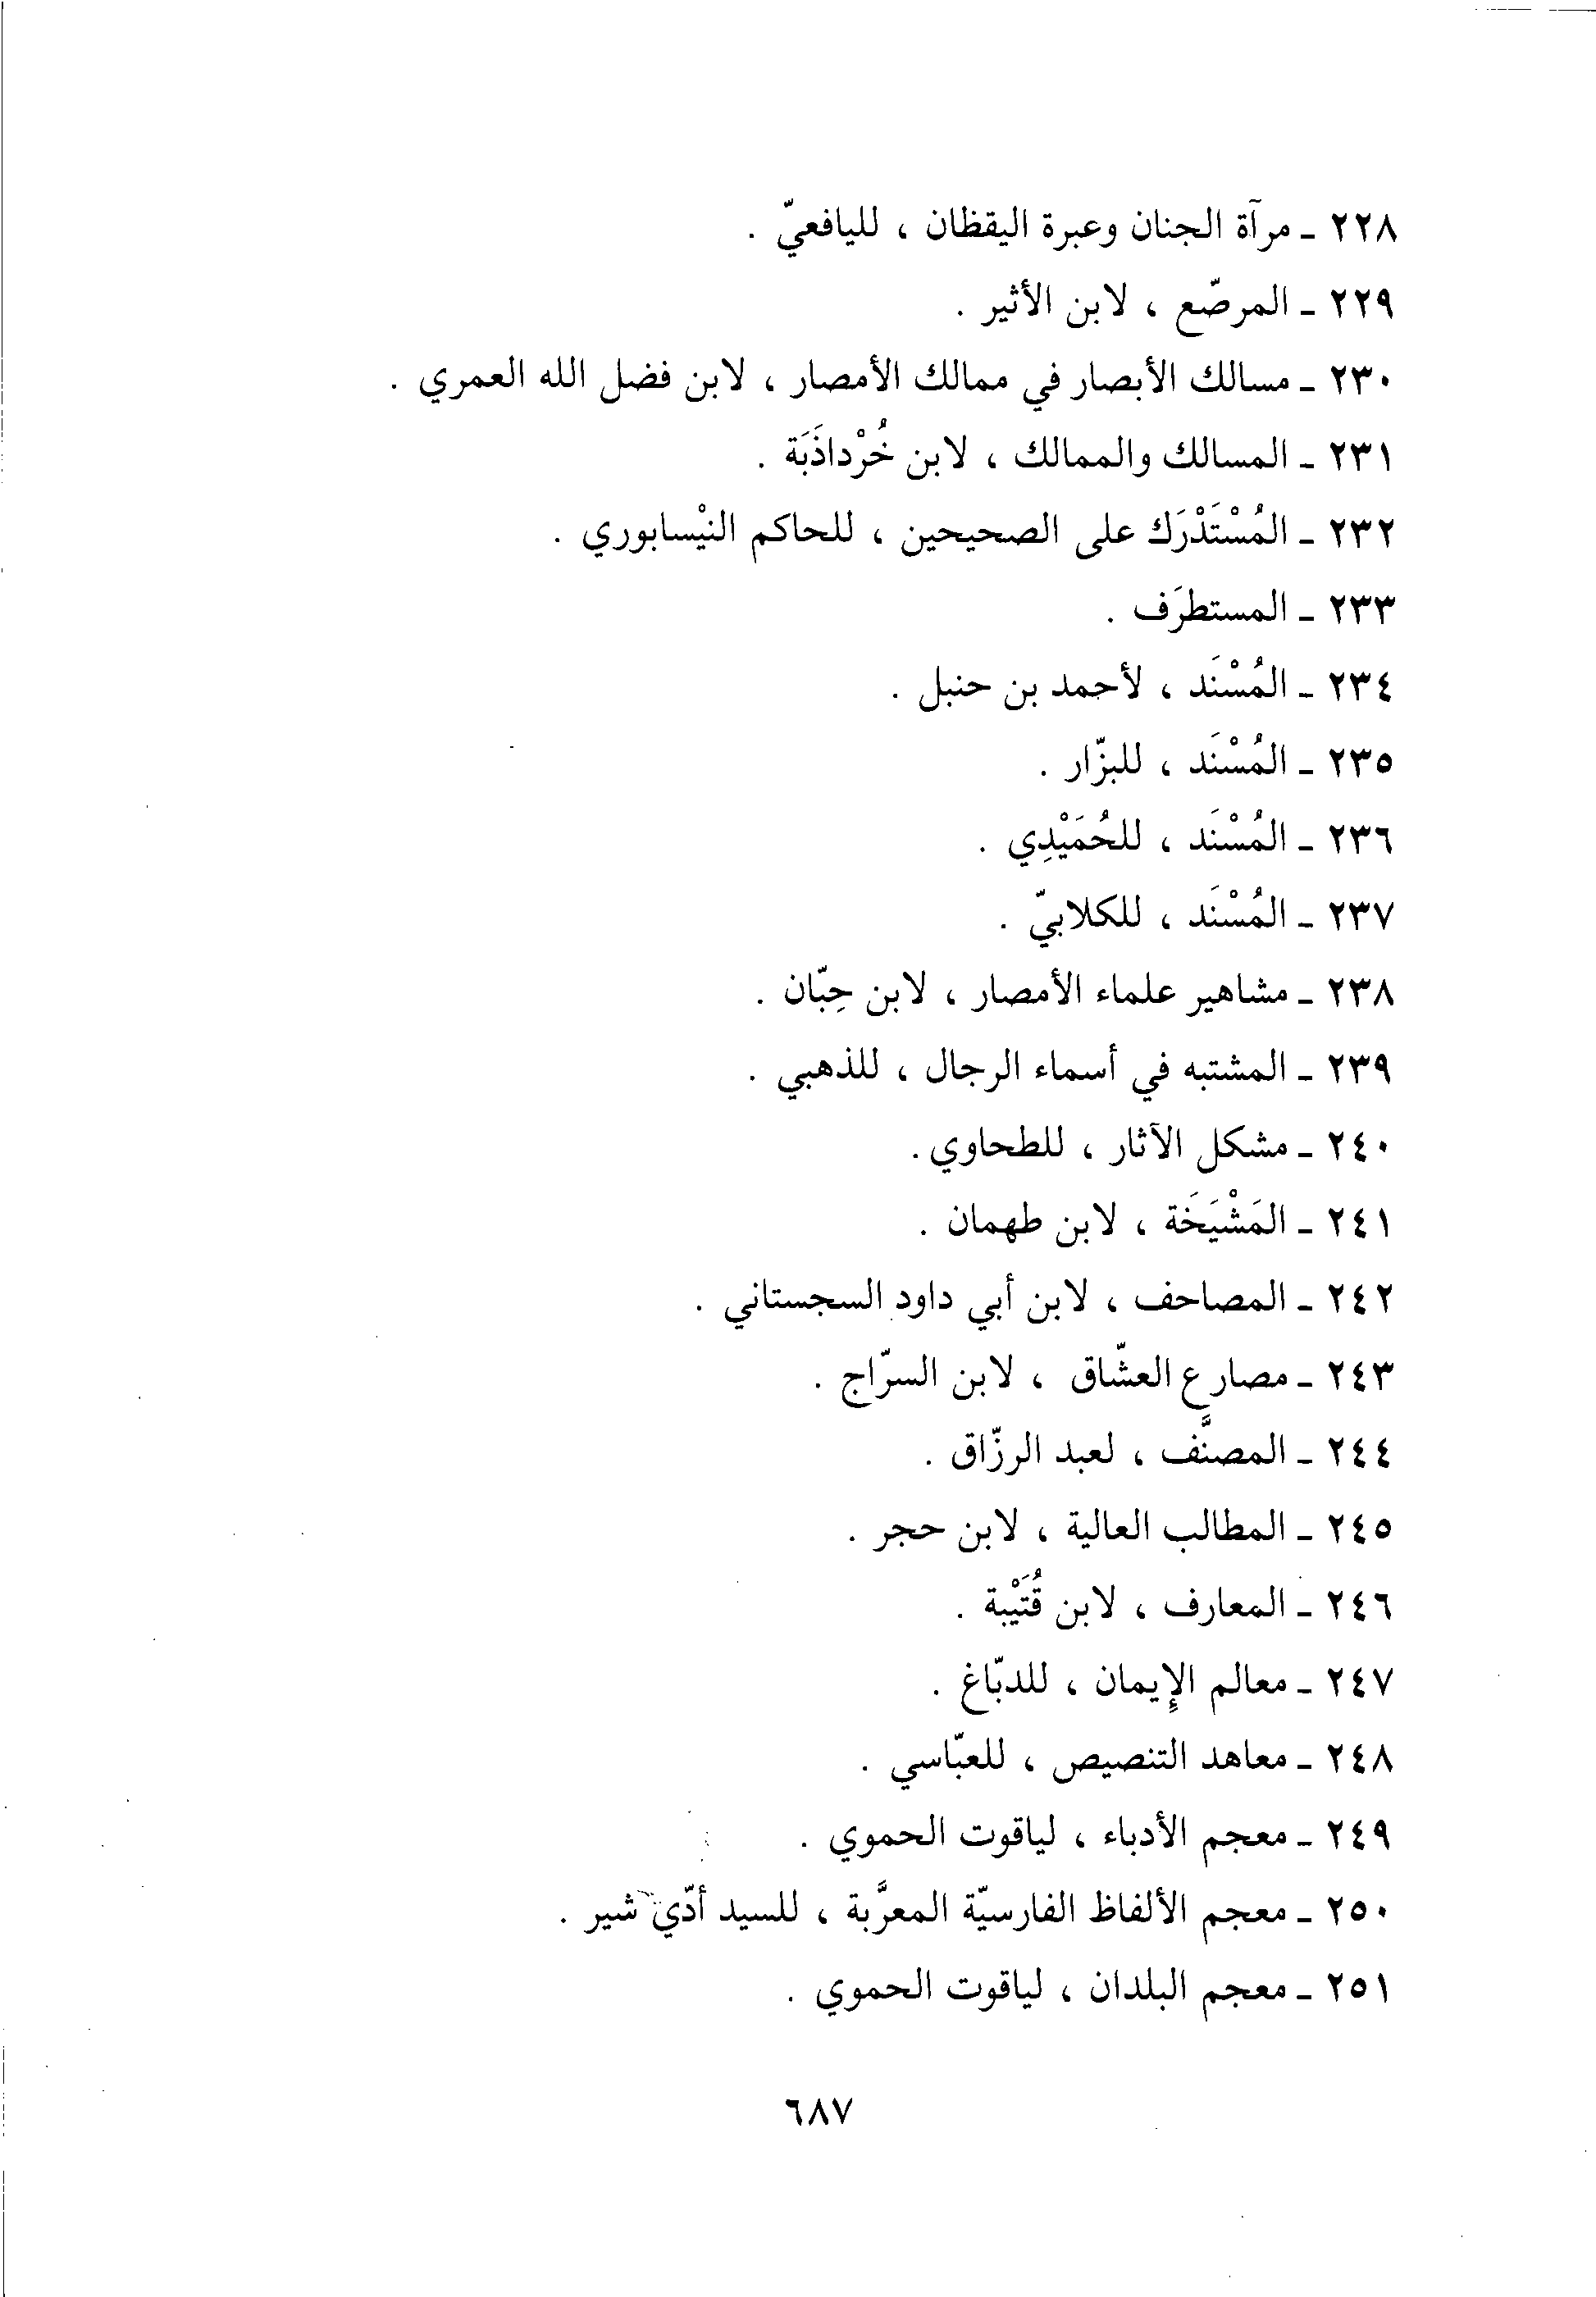 ٢٢٨ - مرآة الجنان وعبرة اليقظان ، لليافعيّ .
٢٢٩ - المرصّع ، لابن الأثير .
٢٣٠ - مسالك الأبصار في ممالك الأمصار ، لابن فضل الله العمري .
٢٣١ - المسالك والممالك ، لابن خُرْداذَبَة .
٢٣٢ - المُسْتَدْرَك على الصحيحين ، للحاكم النيْسابوري .
٢٣٣ - المستطرَف .
٢٣٤ - المُسْنَد ، لأحمد بن حنبل .
٢٣٥ - المُسْنَد ، للبزّار .
٢٣٦ - المُسْنَد ، للحُمَيْدِي .
٢٣٧ - المُسْنَد ، للكلابيّ .
٢٣٨ - مشاهير علماء الأمصار ، لابن حِبّان .
٢٣٩ - المشتبه في أسماء الرجال ، للذهبي .
٢٤٠ - مشكل الآثار ، للطحاوي .
٢٤١ - المَشْيَخَة ، لابن طهمان .
٢٤٢ - المصاحف ، لابن أبي داود السجستاني .
٢٤٣ - مصارع العشّاق ، لابن السرّاج .
٢٤٤ - المصنَّف ، لعبد الرزّاق .
٢٤٥ - المطالب العالية ، لابن حجر .
٢٤٦ - المعارف ، لابن قُتَيْبة .
٢٤٧ - معالم الإيمان ، للدبّاغ .
٢٤٨ - معاهد التنصيص ، للعبّاسي .
٢٤٩ - معجم الأدباء ، لياقوت الحموي .
٢٥٠ - معجم الألفاظ الفارسيّة المعرَّبة ، للسيد أدّي شير .
٢٥١ - معجم البلدان ، لياقوت الحموي .
٦٨٧